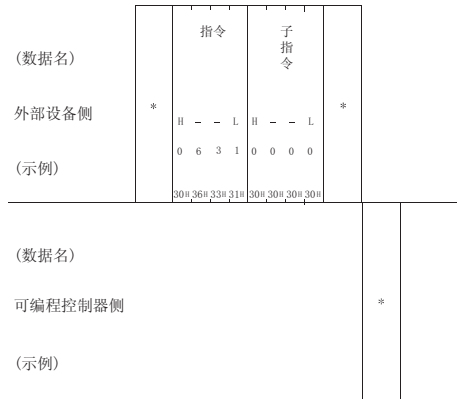 指令
子指令
(数据名)
外部设备侧
*
*
H - - L H - - L
0 6 3 1 0 0 0 0
(示例)
30H 36H 33H 31H 30H 30H 30H 30H
(数据名)
可编程控制器侧
*
(示例)